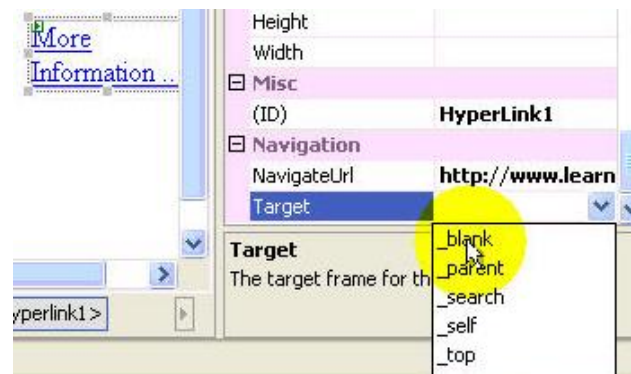 More
Information ...
Height
Width
Misc
(ID) HyperLink1
Navigation
NavigateUrl http://www.learn
Target
Target
The target frame for th
_blank
_parent
_search
_self
_top
yperlink1>